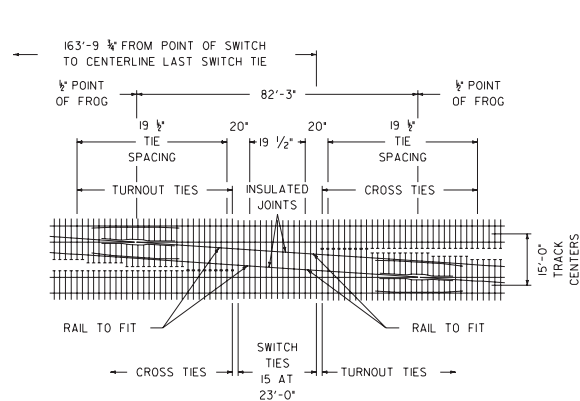 163'-9 ¾" FROM POINT OF SWITCH
TO CENTERLINE LAST SWITCH TIE
½" POINT
OF FROG
82'-3"
½" POINT
OF FROG
19 ½"
TIE
SPACING
20"
19 1/2"
20"
19 ½"
TIE
SPACING
TURNOUT TIES
INSULATED
JOINTS
CROSS TIES
15'-0"
TRACK
CENTERS
RAIL TO FIT
RAIL TO FIT
CROSS TIES
SWITCH
TIES
15 AT
23'-0"
TURNOUT TIES